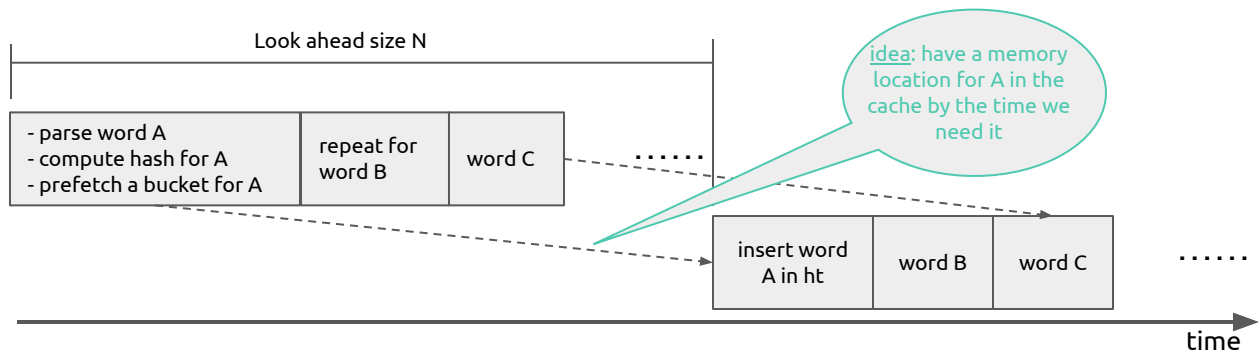 Look ahead size N
idea: have a memory
location for A in the
cache by the time we
need it
- parse word A
- compute hash for A
- prefetch a bucket for A
repeat for
word B
word C
......
insert word
A in ht
word B
word C
......
time